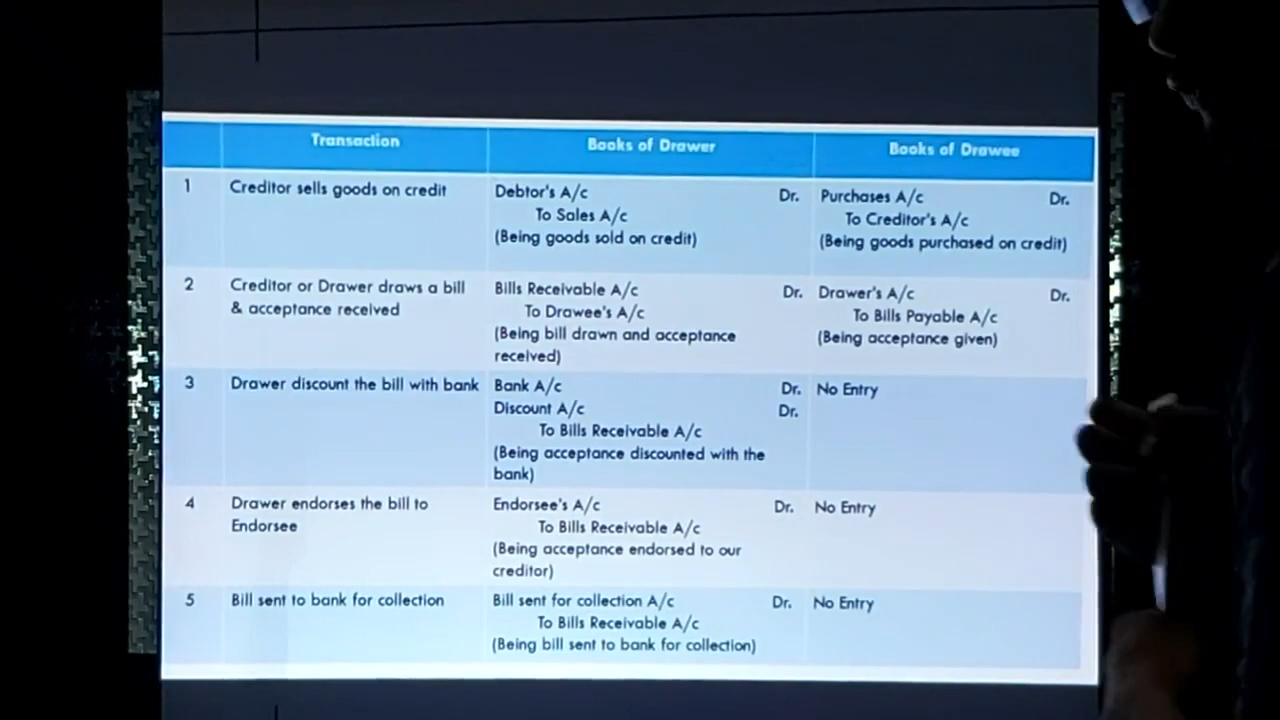 Transaction
Books of Drawer
Books of Drawee
1
Creditor sells goods on credit
Debtor's A/c Dr.
To Sales A/c
(Being goods sold on credit)
Purchases A/c Dr.
To Creditor's A/c
(Being goods purchased on credit)
2
Creditor or Drawer draws a bill
& acceptance received
Bills Receivable A/c Dr.
To Drawee's A/c
(Being bill drawn and acceptance
received)
Drawer's A/c Dr.
To Bills Payable A/c
(Being acceptance given)
3
Drawer discount the bill with bank
Bank A/c Dr.
Discount A/c Dr.
To Bills Receivable A/c
(Being acceptance discounted with the
bank)
No Entry
4
Drawer endorses the bill to
Endorsee
Endorsee's A/c Dr.
To Bills Receivable A/c
(Being acceptance endorsed to our
creditor)
No Entry
5
Bill sent to bank for collection
Bill sent for collection A/c Dr.
To Bills Receivable A/c
(Being bill sent to bank for collection)
No Entry